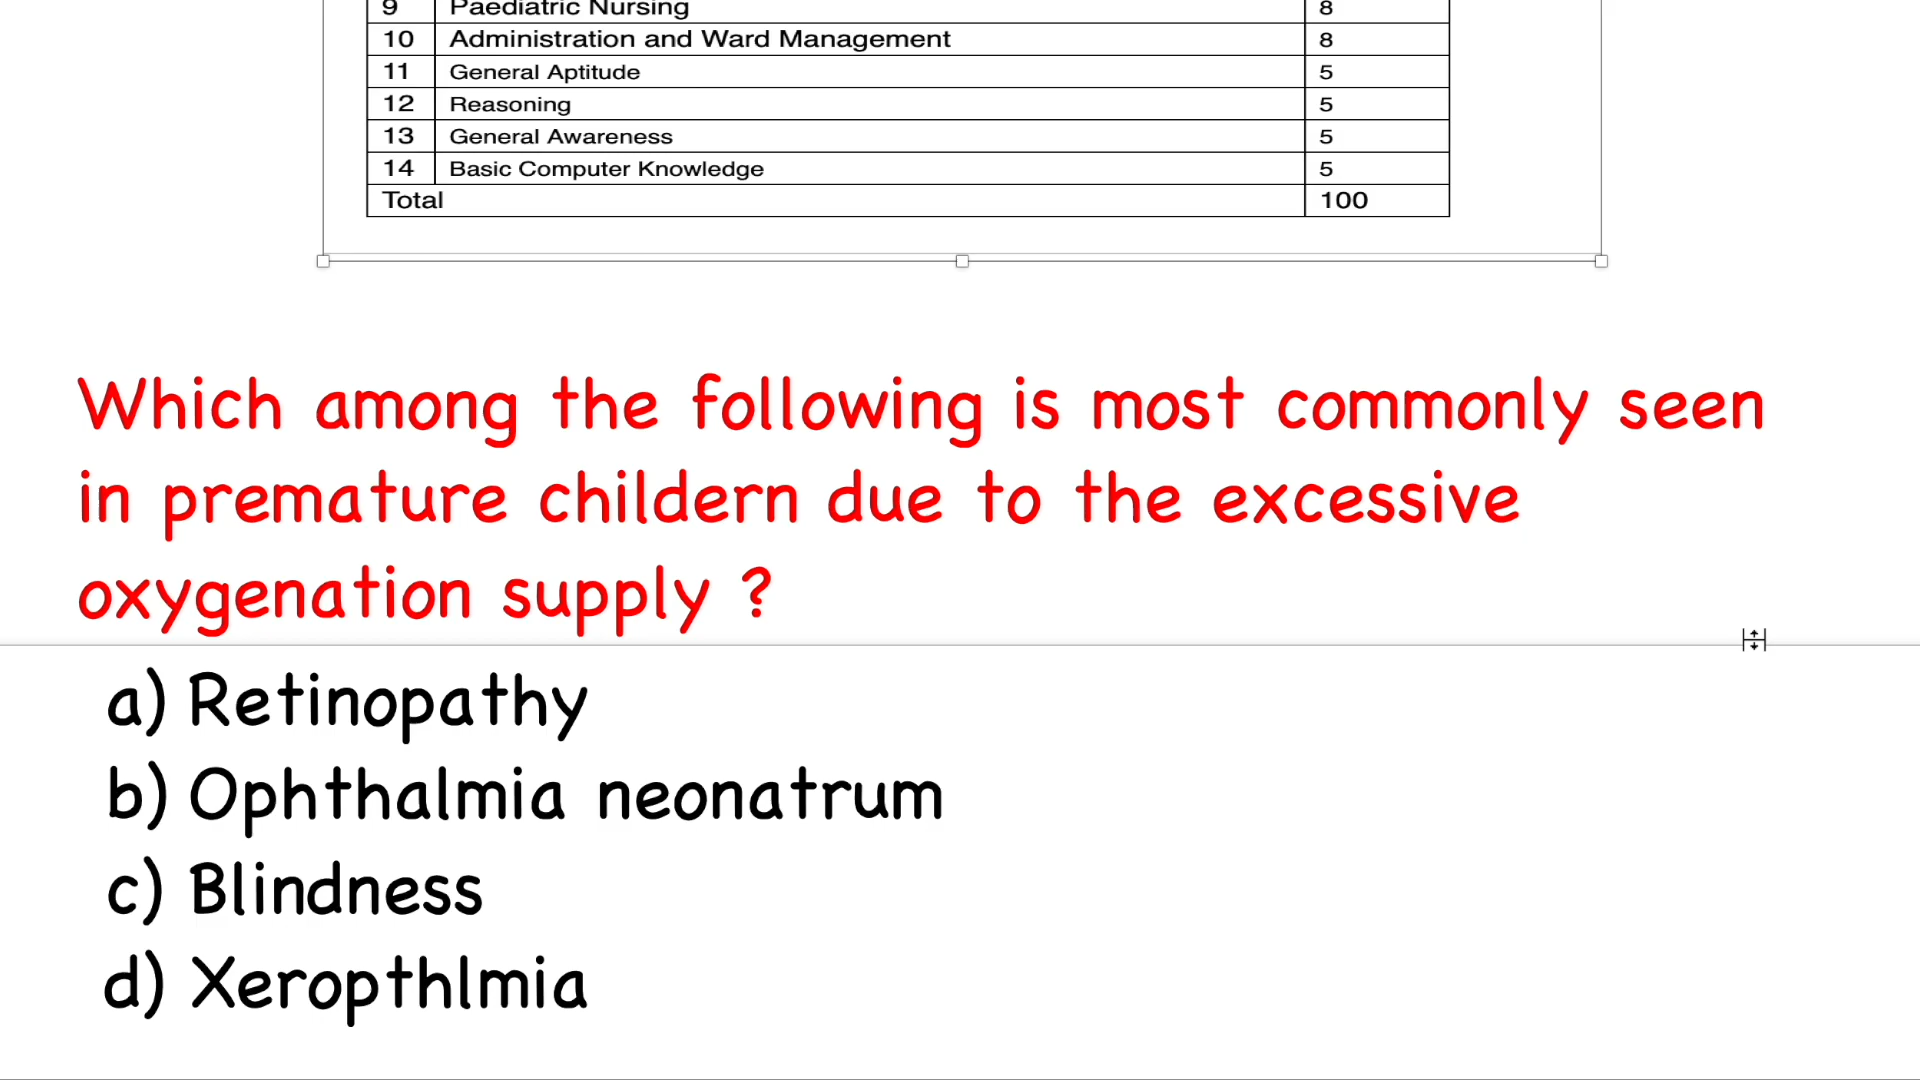 9 Paediatric Nursing 8
10 Administration and Ward Management 8
11 General Aptitude 5
12 Reasoning 5
13 General Awareness 5
14 Basic Computer Knowledge 5
Total 100
Which among the following is most commonly seen
in premature childern due to the excessive
oxygenation supply ?
a) Retinopathy
b) Ophthalmia neonatrum
c) Blindness
d) Xeropthlmia